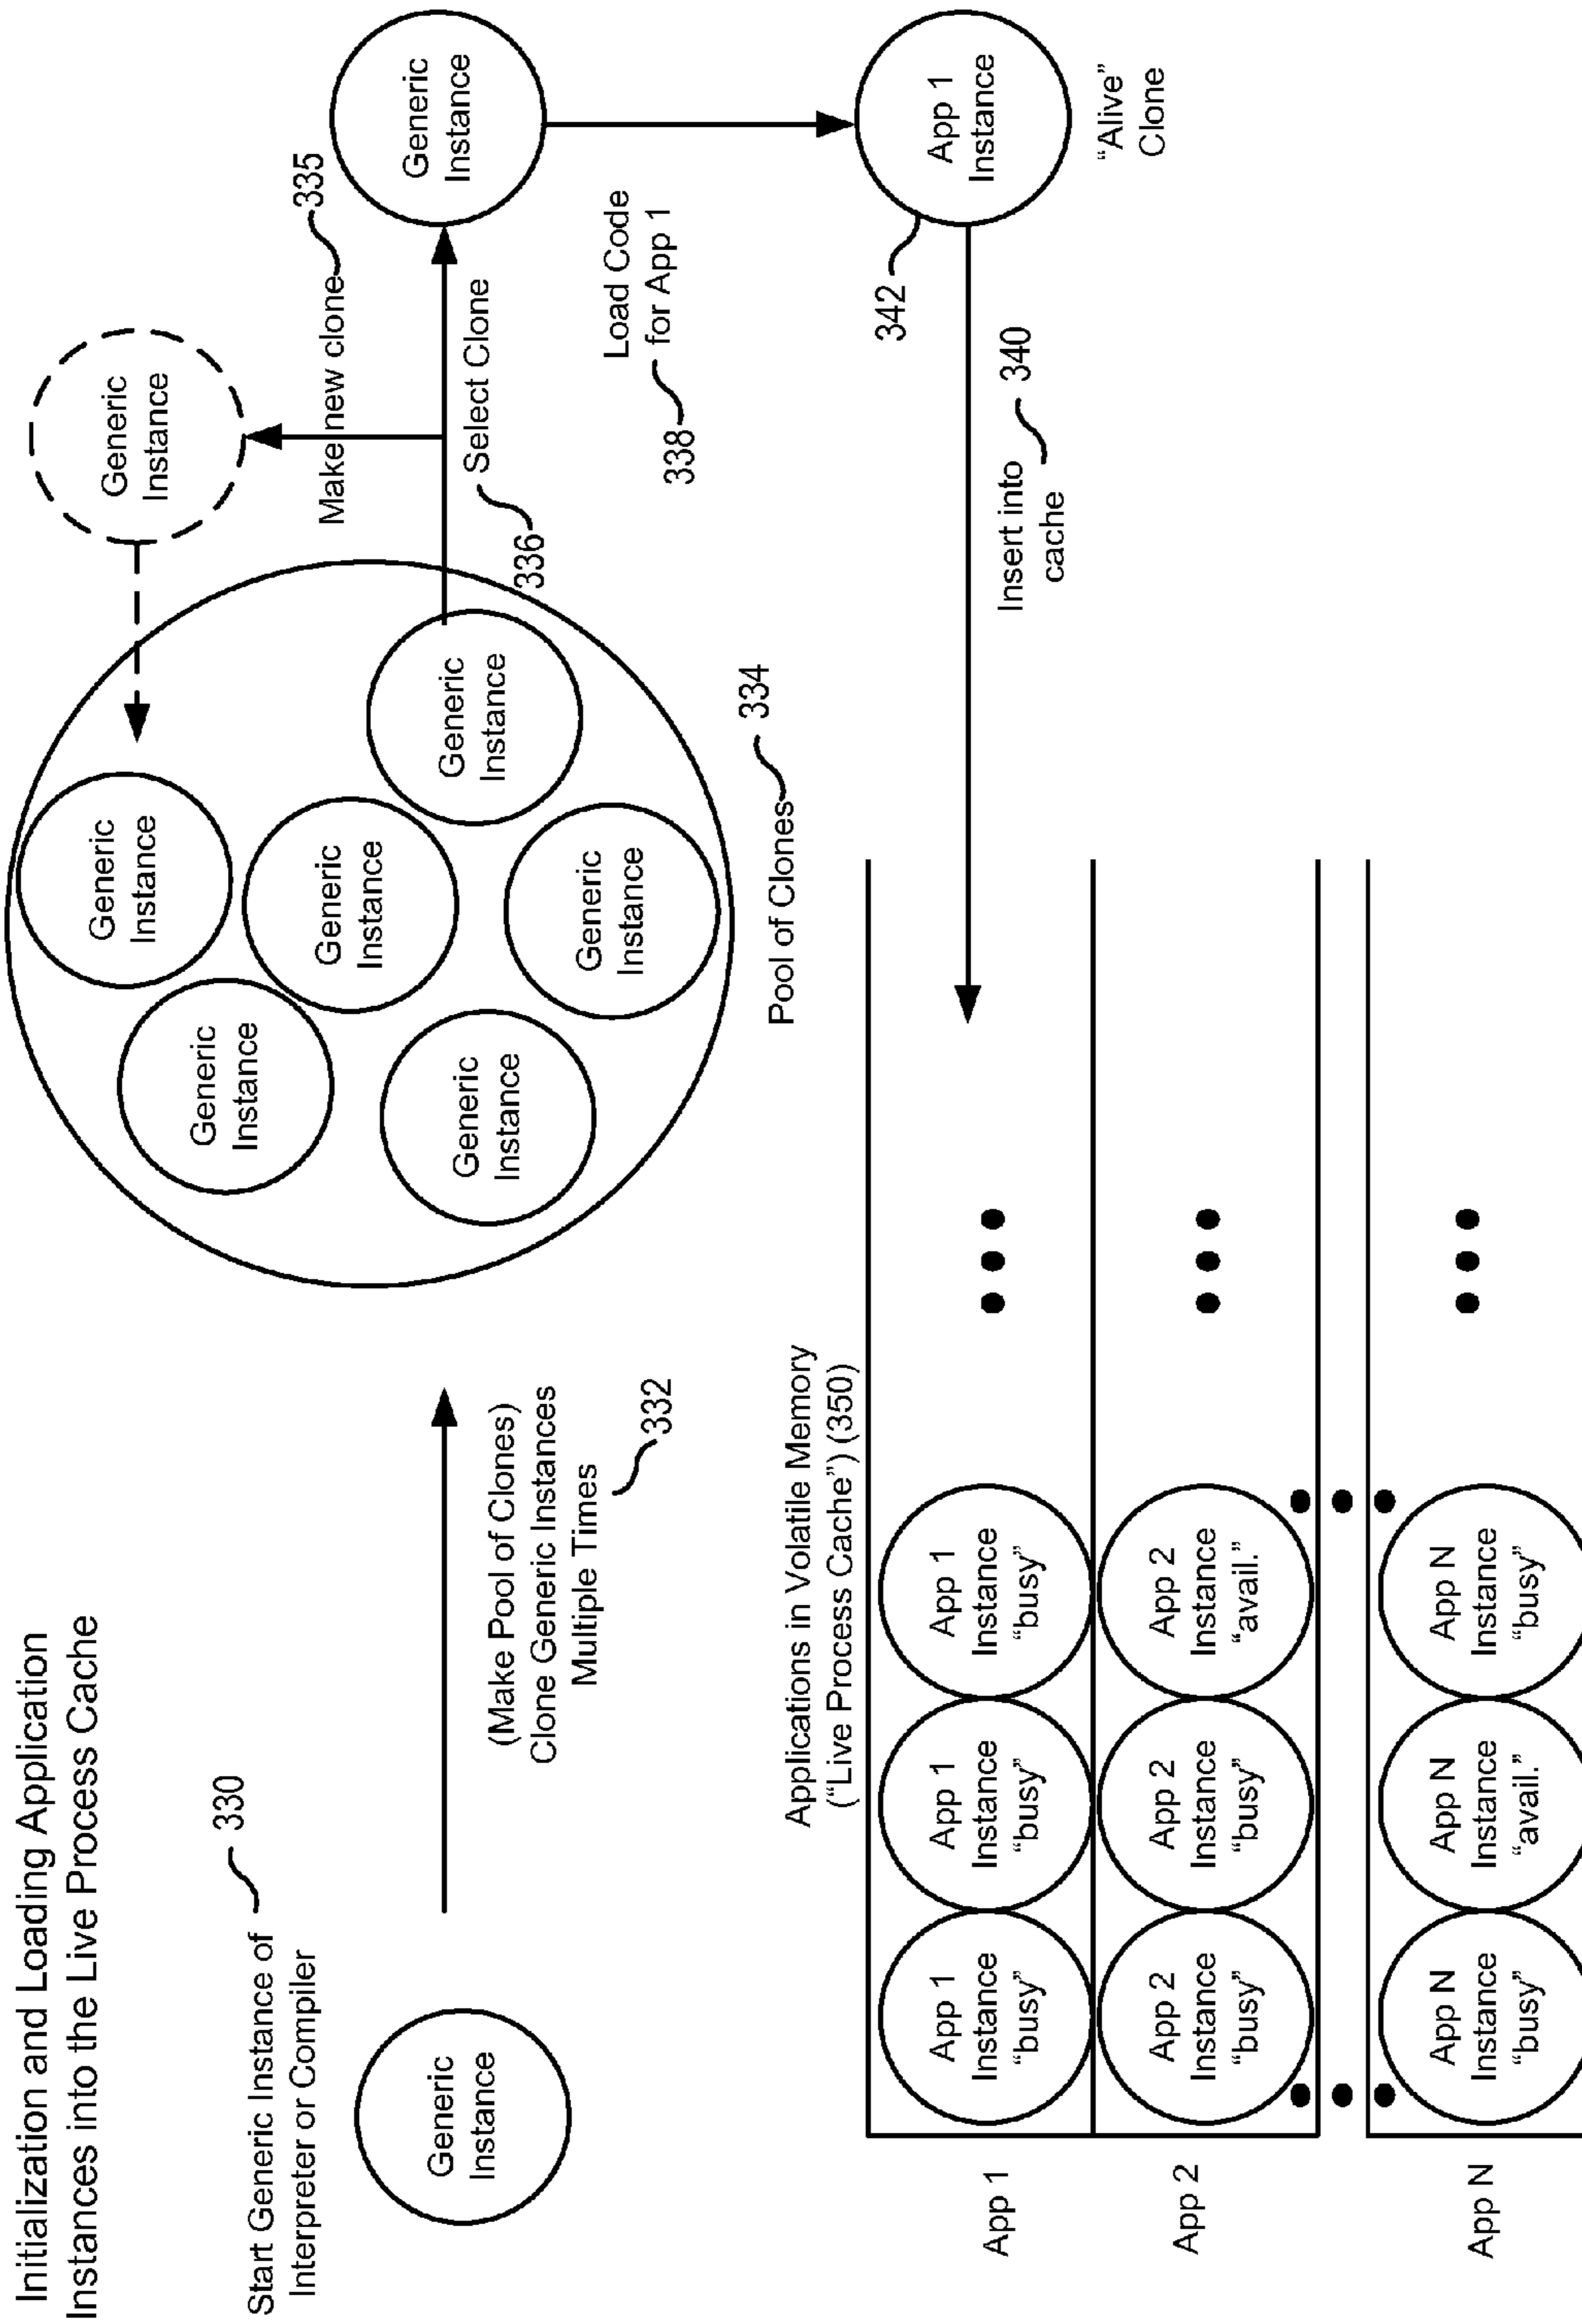 Initialization and Loading Application
Instances into the Live Process Cache
Start Generic Instance of
Interpreter or Compiler
330
Generic
Instance
(Make Pool of Clones)
Clone Generic Instances
Multiple Times
332
Generic
Instance
Generic
Instance
Generic
Instance
Generic
Instance
Generic
Instance
Generic
Instance
Pool of Clones
334
Generic
Instance
Make new clone
335
Select Clone
336
Generic
Instance
Load Code
for App 1
338
App 1
Instance
342
“Alive”
Clone
Insert into
cache
340
Applications in Volatile Memory
(“Live Process Cache”) (350)
App 1
App 1
Instance
“busy”
App 1
Instance
“busy”
App 1
Instance
“busy”
App 2
App 2
Instance
“busy”
App 2
Instance
“busy”
App 2
Instance
“avail.”
App N
App N
Instance
“busy”
App N
Instance
“avail.”
App N
Instance
“busy”